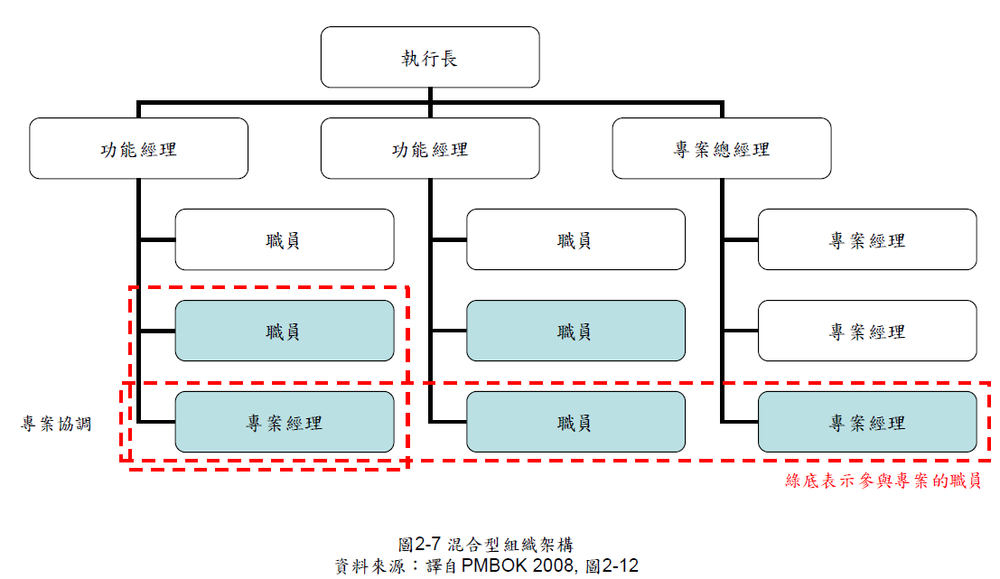 執行長
功能經理
功能經理
專案總經理
職員
職員
專案經理
職員
職員
專案經理
專案協調
專案經理
職員
專案經理
綠底表示參與專案的職員
圖2-7 混合型組織架構
資料來源：譯自PMBOK 2008, 圖2-12